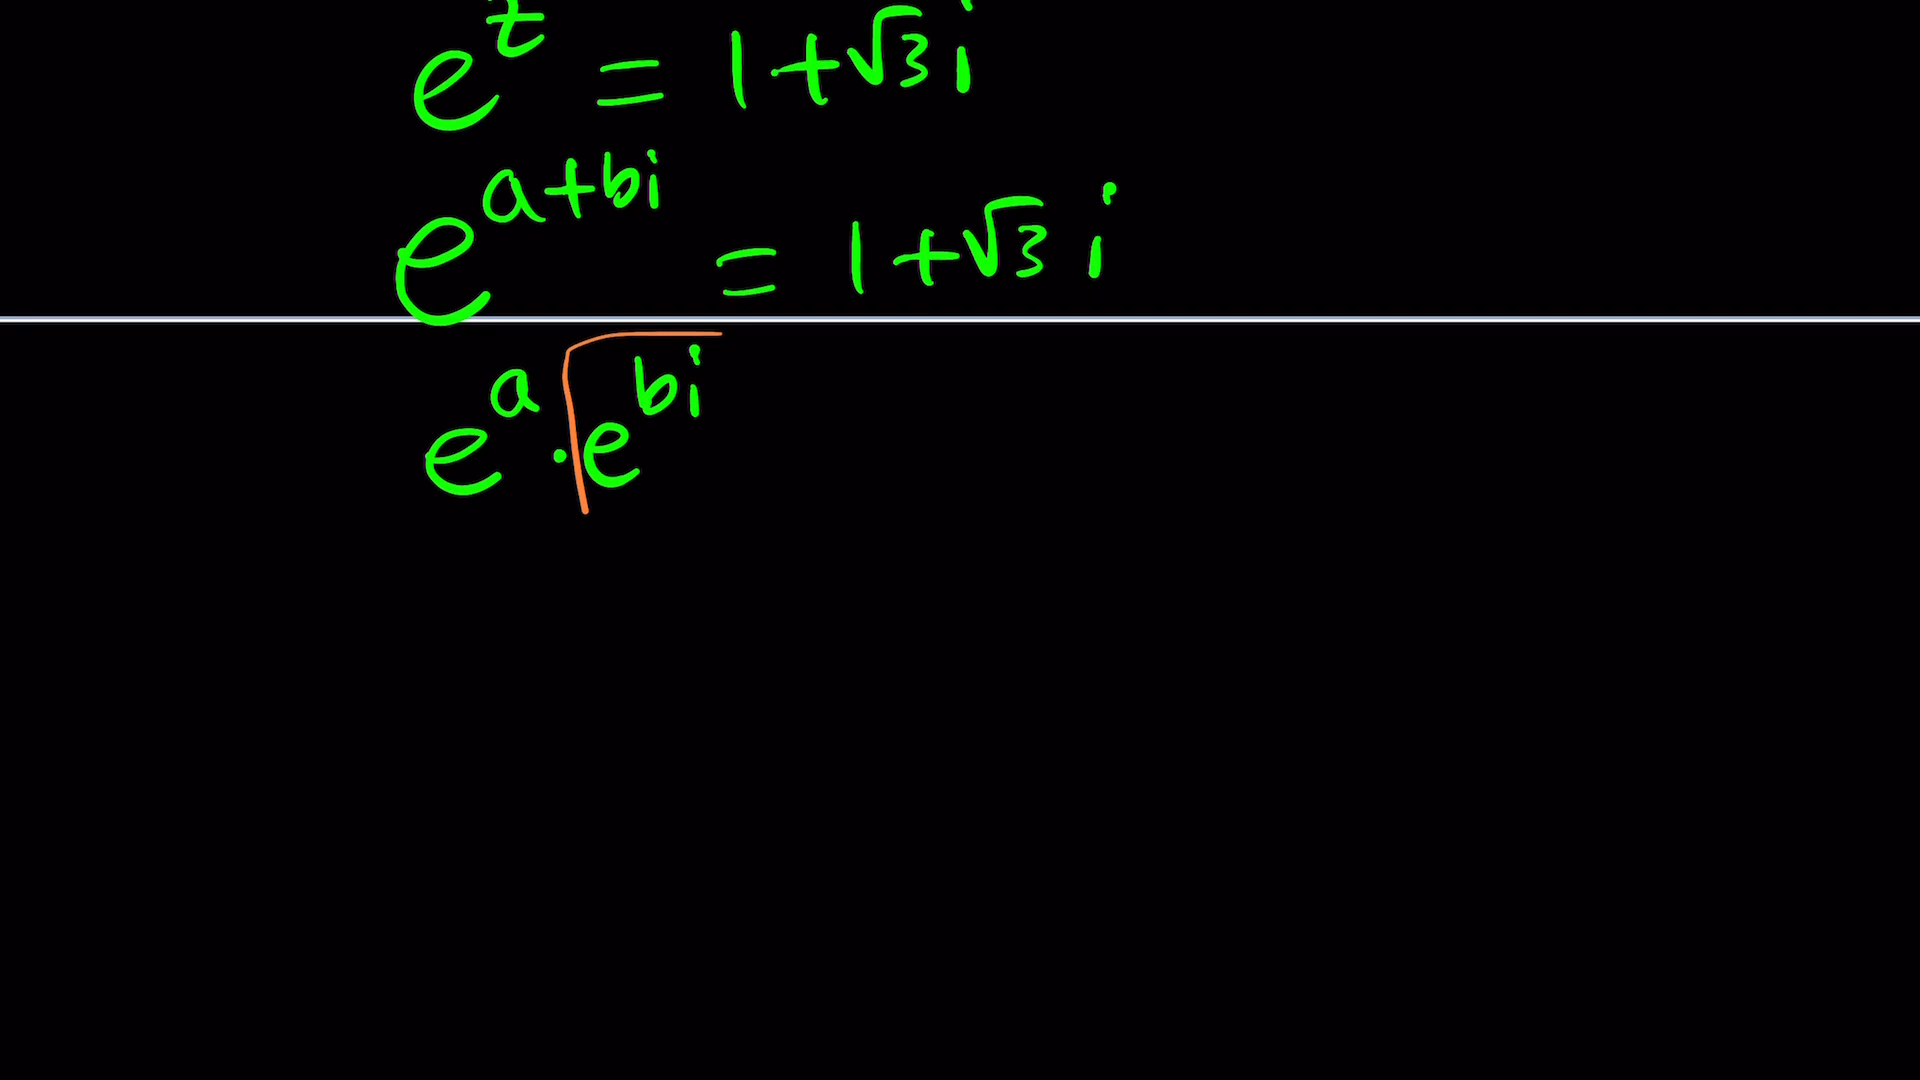 e^z = 1+√3 i
e^{a+bi} = 1+√3 i
e^a · e^{bi}